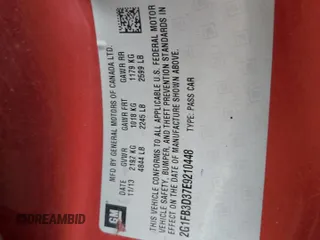 GM
MFD BY GENERAL MOTORS OF CANADA LTD.
DATE GVWR GAWR FRT GAWR RR
11/13 2197 KG 1018 KG 1179 KG
4844 LB 2245 LB 2599 LB
THIS VEHICLE CONFORMS TO ALL APPLICABLE U.S. FEDERAL MOTOR
VEHICLE SAFETY, BUMPER, AND THEFT PREVENTION STANDARDS IN
EFFECT ON THE DATE OF MANUFACTURE SHOWN ABOVE.
2G1FB3D37E9210448 TYPE: PASS CAR
DREAMBID